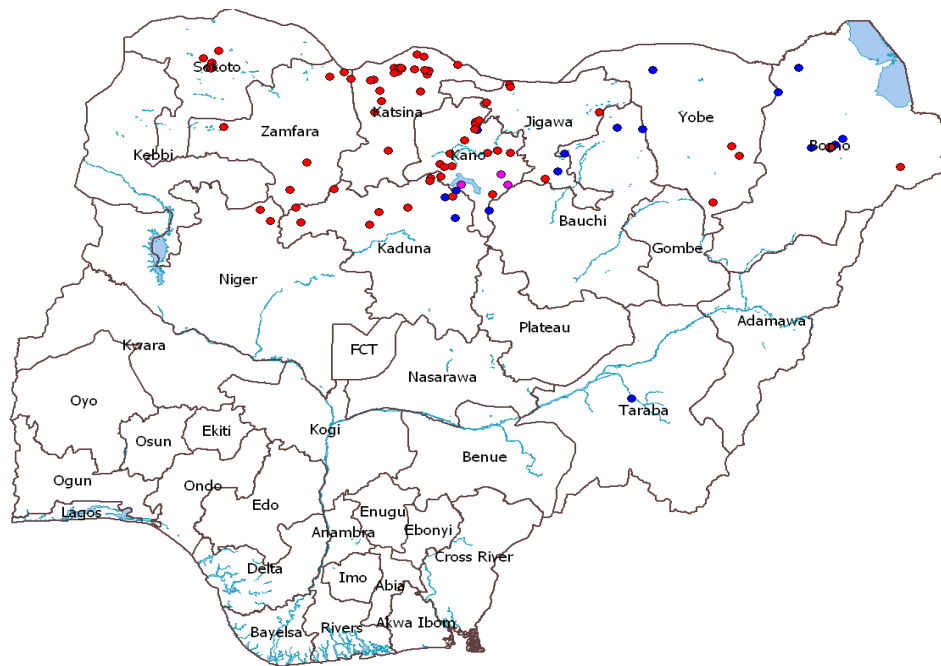 Sokoto
Katsina
Jigawa
Yobe
Zamfara
Borno
Kebbi
Kano
Bauchi
Kaduna
Gombe
Niger
Plateau
Adamawa
Kwara
FCT
Nasarawa
Oyo
Taraba
Kogi
Osun
Ekiti
Benue
Ogun
Ondo
Edo
Enugu
Lagos
Anambra
Ebonyi
Cross River
Delta
Imo
Abia
Bayelsa
Rivers
Akwa Ibom